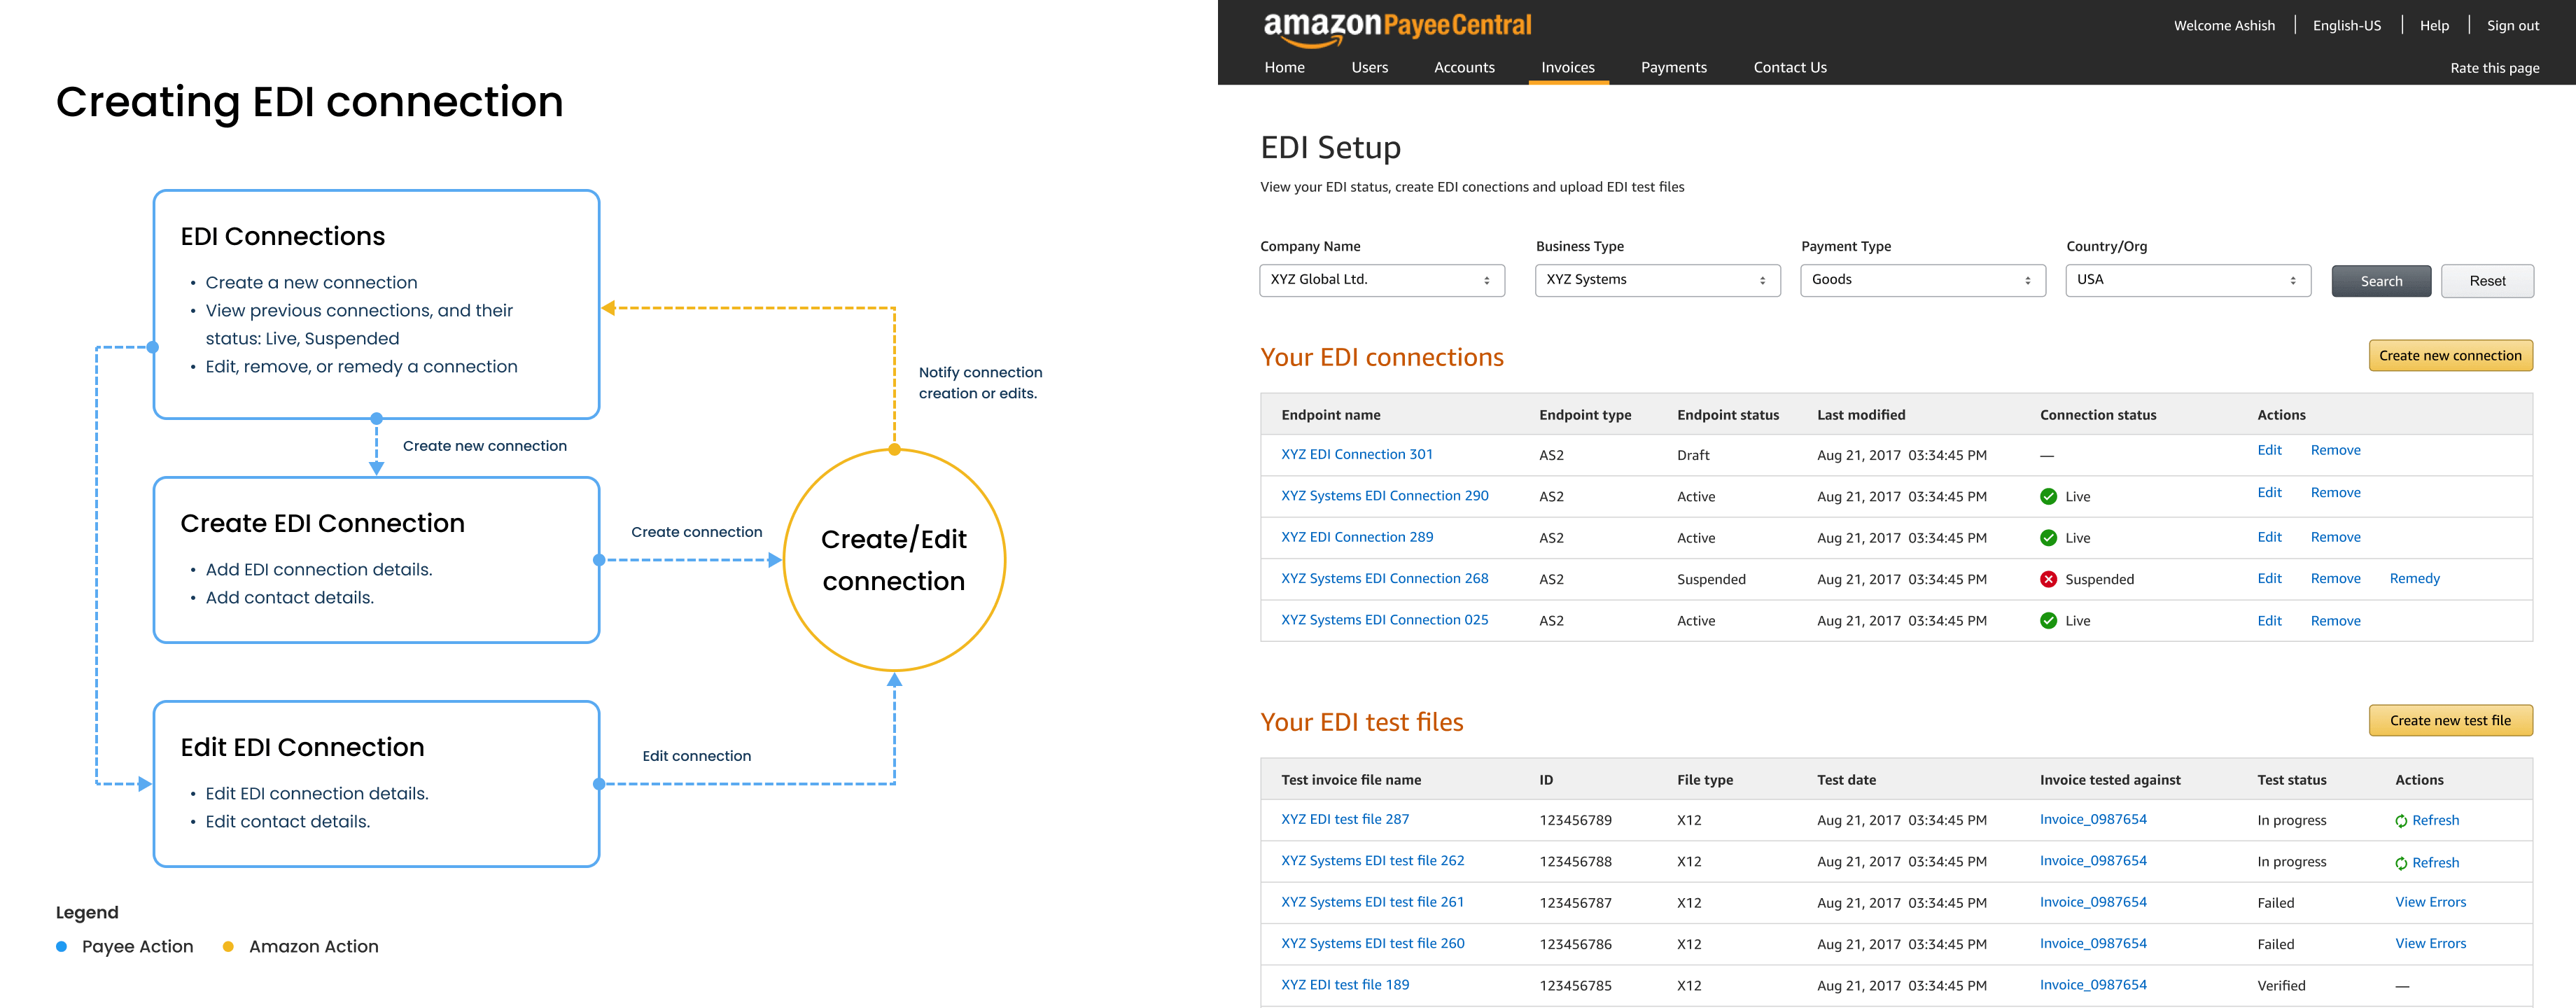 Creating EDI connection
EDI Connections
• Create a new connection
• View previous connections, and their
status: Live, Suspended
• Edit, remove, or remedy a connection
Create new connection
Notify connection
creation or edits.
Create EDI Connection
• Add EDI connection details.
• Add contact details.
Create connection
Create/Edit
connection
Edit EDI Connection
• Edit EDI connection details.
• Edit contact details.
Edit connection
Legend
Payee Action
Amazon Action
amazon PayeeCentral
Welcome Ashish | English-US | Help | Sign out
Home Users Accounts Invoices Payments Contact Us Rate this page
EDI Setup
View your EDI status, create EDI conections and upload EDI test files
Company Name Business Type Payment Type Country/Org
XYZ Global Ltd. XYZ Systems Goods USA Search Reset
Your EDI connections Create new connection
Endpoint name Endpoint type Endpoint status Last modified Connection status Actions
XYZ EDI Connection 301 AS2 Draft Aug 21, 2017 03:34:45 PM — Edit Remove
XYZ Systems EDI Connection 290 AS2 Active Aug 21, 2017 03:34:45 PM Live Edit Remove
XYZ EDI Connection 289 AS2 Active Aug 21, 2017 03:34:45 PM Live Edit Remove
XYZ Systems EDI Connection 268 AS2 Suspended Aug 21, 2017 03:34:45 PM Suspended Edit Remove Remedy
XYZ Systems EDI Connection 025 AS2 Active Aug 21, 2017 03:34:45 PM Live Edit Remove
Your EDI test files Create new test file
Test invoice file name ID File type Test date Invoice tested against Test status Actions
XYZ EDI test file 287 123456789 X12 Aug 21, 2017 03:34:45 PM Invoice_0987654 In progress Refresh
XYZ Systems EDI test file 262 123456788 X12 Aug 21, 2017 03:34:45 PM Invoice_0987654 In progress Refresh
XYZ Systems EDI test file 261 123456787 X12 Aug 21, 2017 03:34:45 PM Invoice_0987654 Failed View Errors
XYZ Systems EDI test file 260 123456786 X12 Aug 21, 2017 03:34:45 PM Invoice_0987654 Failed View Errors
XYZ EDI test file 189 123456785 X12 Aug 21, 2017 03:34:45 PM Invoice_0987654 Verified —